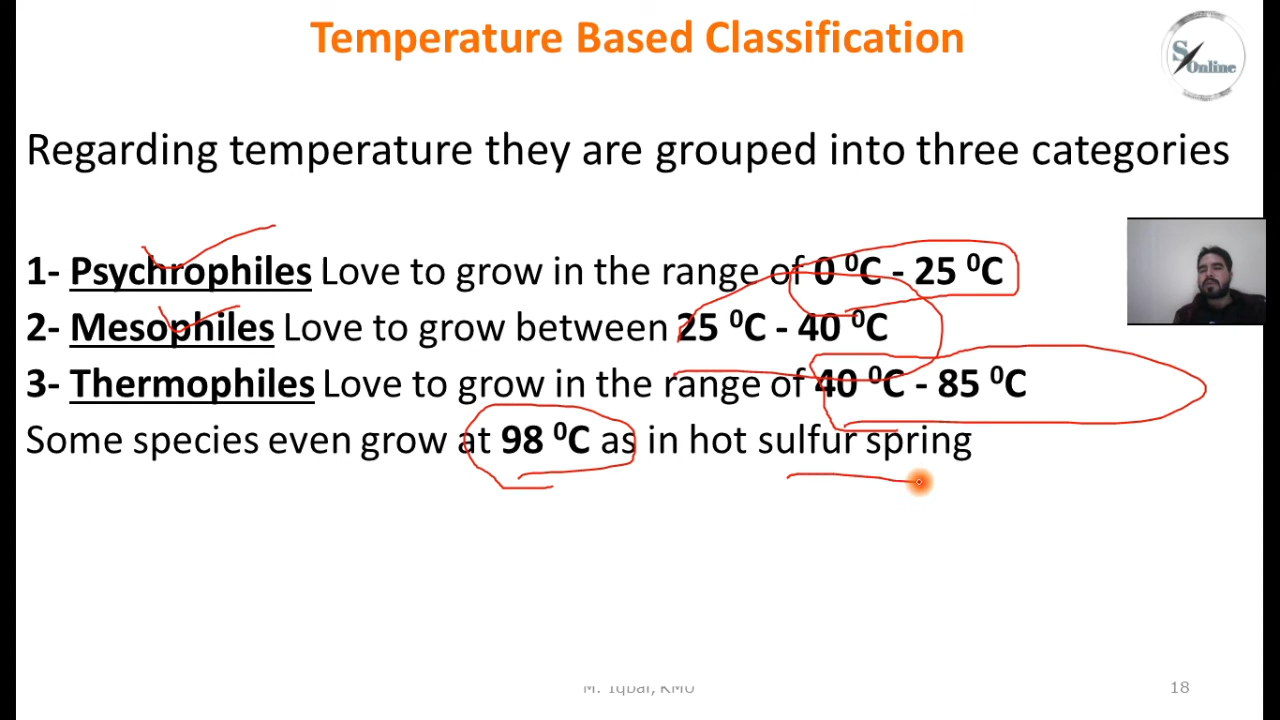 Temperature Based Classification
S
Online
Regarding temperature they are grouped into three categories
1- Psychrophiles Love to grow in the range of 0 ⁰C - 25 ⁰C
2- Mesophiles Love to grow between 25 ⁰C - 40 ⁰C
3- Thermophiles Love to grow in the range of 40 ⁰C - 85 ⁰C
Some species even grow at 98 ⁰C as in hot sulfur spring
M. Iqbal, KMU
18